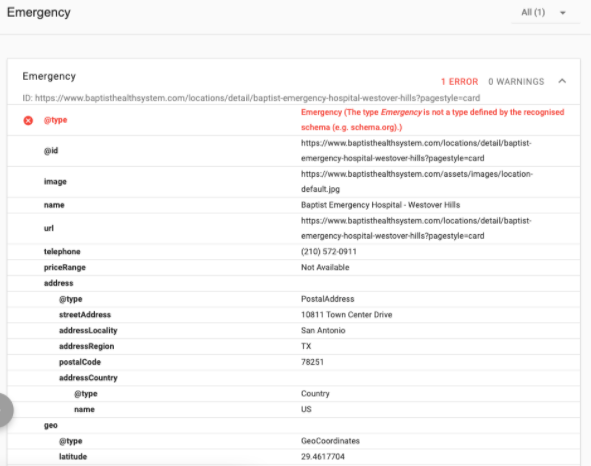 Emergency
All (1)
Emergency
1 ERROR 0 WARNINGS
ID: https://www.baptisthealthsystem.com/locations/detail/baptist-emergency-hospital-westover-hills?pagestyle=card
@type
Emergency (The type Emergency is not a type defined by the recognised
schema (e.g. schema.org).)
@id
https://www.baptisthealthsystem.com/locations/detail/baptist-
emergency-hospital-westover-hills?pagestyle=card
image
https://www.baptisthealthsystem.com/assets/images/location-
default.jpg
name
Baptist Emergency Hospital - Westover Hills
url
https://www.baptisthealthsystem.com/locations/detail/baptist-
emergency-hospital-westover-hills?pagestyle=card
telephone
(210) 572-0911
priceRange
Not Available
address
@type
PostalAddress
streetAddress
10811 Town Center Drive
addressLocality
San Antonio
addressRegion
TX
postalCode
78251
addressCountry
@type
Country
name
US
geo
@type
GeoCoordinates
latitude
29.4617704